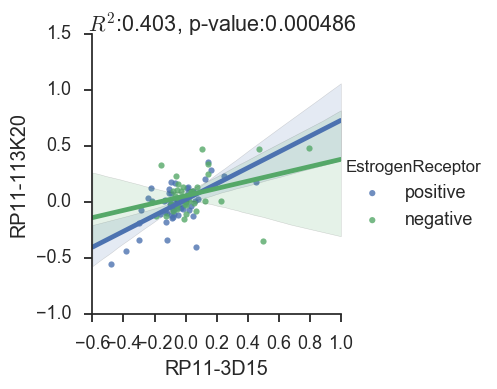 R²:0.403, p-value:0.000486
1.5
1.0
0.5
0.0
−0.5
−1.0
RP11-113K20
−0.6−0.4−0.20.0 0.2 0.4 0.6 0.8 1.0
RP11-3D15
EstrogenReceptor
positive
negative